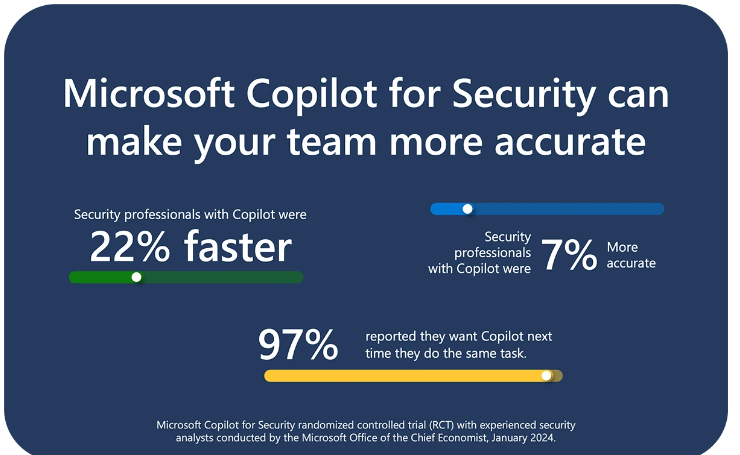 Microsoft Copilot for Security can
make your team more accurate
Security professionals with Copilot were
22% faster
Security
professionals
with Copilot were
7%
More
accurate
97%
reported they want Copilot next
time they do the same task.
Microsoft Copilot for Security randomized controlled trial (RCT) with experienced security
analysts conducted by the Microsoft Office of the Chief Economist, January 2024.